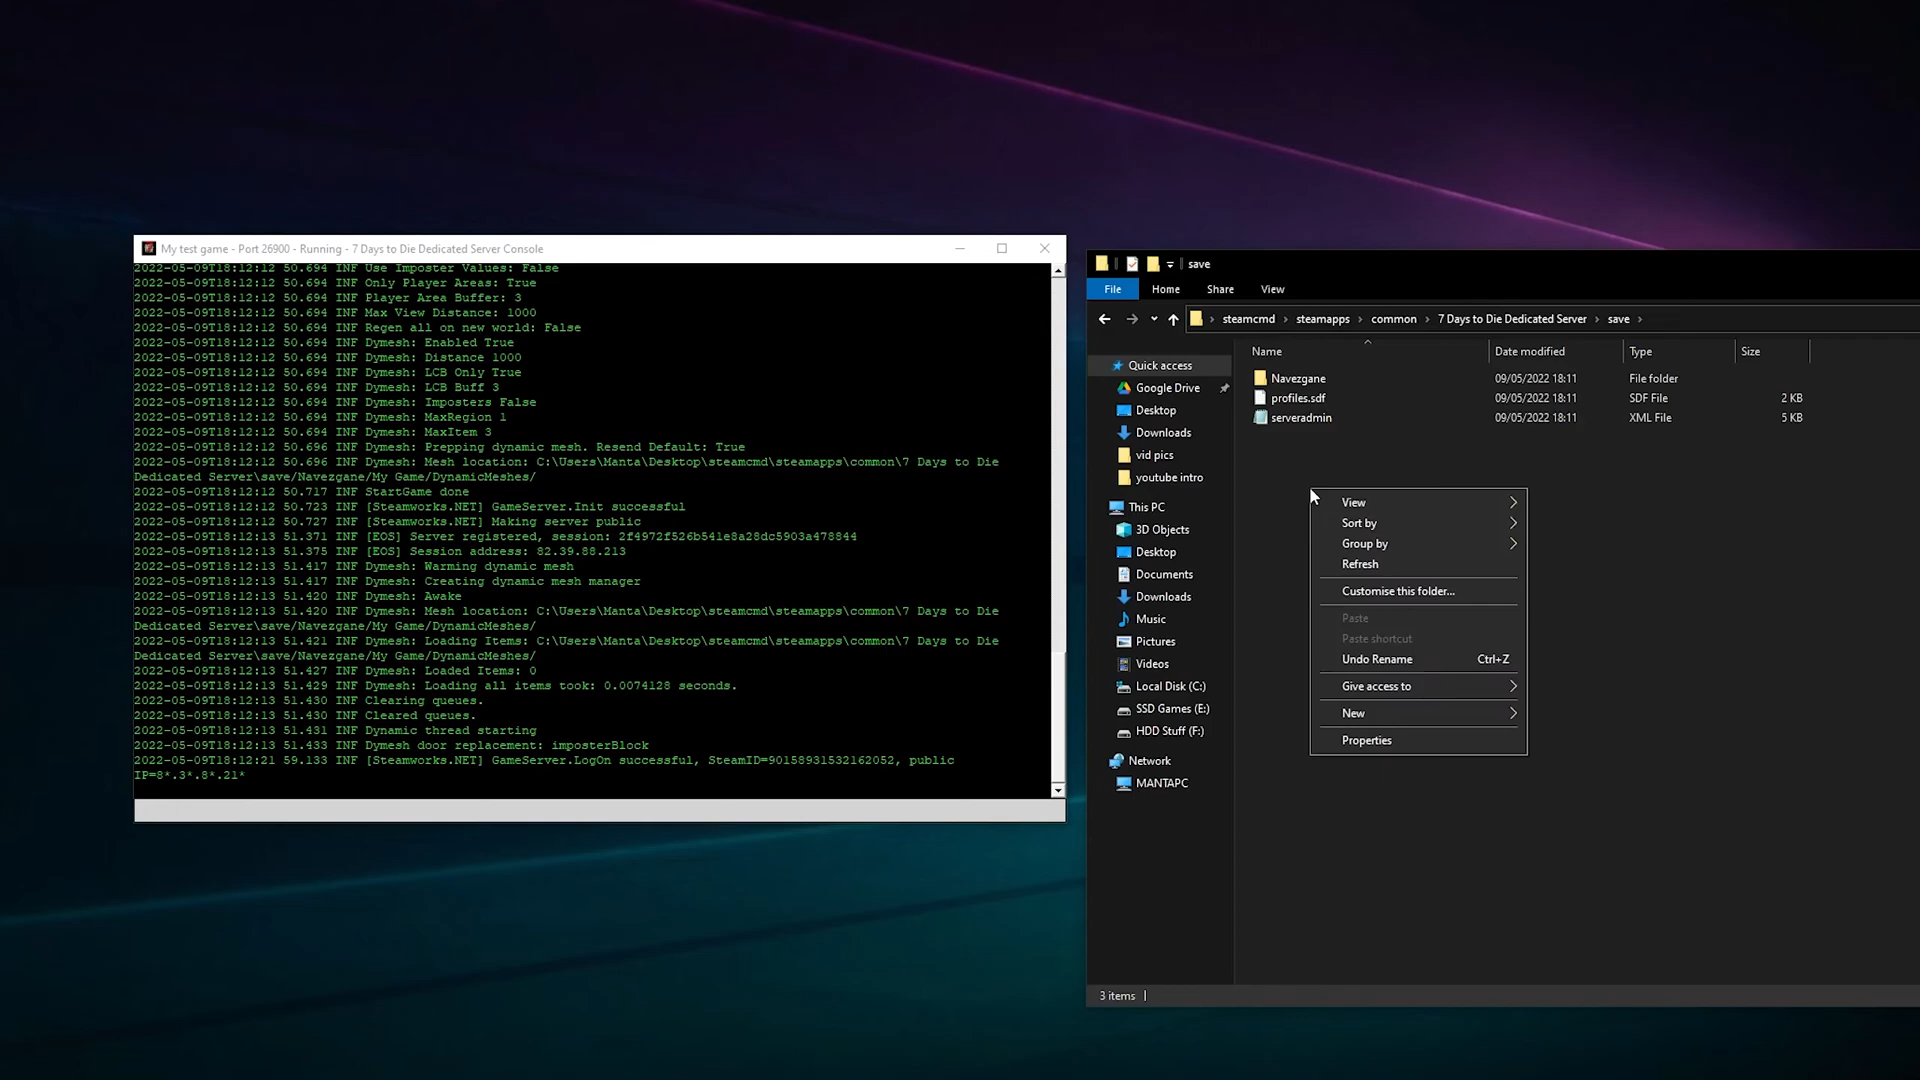 My test game - Port 26900 - Running - 7 Days to Die Dedicated Server Console
2022-05-09T18:12:12 50.694 INF Use Imposter Values: False
2022-05-09T18:12:12 50.694 INF Only Player Areas: True
2022-05-09T18:12:12 50.694 INF Player Area Buffer: 3
2022-05-09T18:12:12 50.694 INF Max View Distance: 1000
2022-05-09T18:12:12 50.694 INF Regen all on new world: False
2022-05-09T18:12:12 50.694 INF Dymesh: Enabled True
2022-05-09T18:12:12 50.694 INF Dymesh: Distance 1000
2022-05-09T18:12:12 50.694 INF Dymesh: LCB Only True
2022-05-09T18:12:12 50.694 INF Dymesh: LCB Buff 3
2022-05-09T18:12:12 50.694 INF Dymesh: Imposters False
2022-05-09T18:12:12 50.694 INF Dymesh: MaxRegion 1
2022-05-09T18:12:12 50.694 INF Dymesh: MaxItem 3
2022-05-09T18:12:12 50.696 INF Dymesh: Prepping dynamic mesh. Resend Default: True
2022-05-09T18:12:12 50.696 INF Dymesh: Mesh location: C:\Users\Manta\Desktop\steamcmd\steamapps\common\7 Days to Die
Dedicated Server\save/Navezgane/My Game/DynamicMeshes/
2022-05-09T18:12:12 50.717 INF StartGame done
2022-05-09T18:12:12 50.723 INF [Steamworks.NET] GameServer.Init successful
2022-05-09T18:12:12 50.727 INF [Steamworks.NET] Making server public
2022-05-09T18:12:13 51.371 INF [EOS] Server registered, session: 2f4972f526b541e8a28dc5903a478844
2022-05-09T18:12:13 51.375 INF [EOS] Session address: 82.39.88.213
2022-05-09T18:12:13 51.417 INF Dymesh: Warming dynamic mesh
2022-05-09T18:12:13 51.417 INF Dymesh: Creating dynamic mesh manager
2022-05-09T18:12:13 51.420 INF Dymesh: Awake
2022-05-09T18:12:13 51.420 INF Dymesh: Mesh location: C:\Users\Manta\Desktop\steamcmd\steamapps\common\7 Days to Die
Dedicated Server\save/Navezgane/My Game/DynamicMeshes/
2022-05-09T18:12:13 51.421 INF Dymesh: Loading Items: C:\Users\Manta\Desktop\steamcmd\steamapps\common\7 Days to Die
Dedicated Server\save/Navezgane/My Game/DynamicMeshes/
2022-05-09T18:12:13 51.427 INF Dymesh: Loaded Items: 0
2022-05-09T18:12:13 51.429 INF Dymesh: Loading all items took: 0.0074128 seconds.
2022-05-09T18:12:13 51.430 INF Clearing queues.
2022-05-09T18:12:13 51.430 INF Cleared queues.
2022-05-09T18:12:13 51.431 INF Dynamic thread starting
2022-05-09T18:12:13 51.433 INF Dymesh door replacement: imposterBlock
2022-05-09T18:12:21 59.133 INF [Steamworks.NET] GameServer.LogOn successful, SteamID=90158931532162052, public
IP=8*.3*.8*.21*
save
File Home Share View
steamcmd steamapps common 7 Days to Die Dedicated Server save
Name Date modified Type Size
Navezgane 09/05/2022 18:11 File folder
profiles.sdf 09/05/2022 18:11 SDF File 2 KB
serveradmin 09/05/2022 18:11 XML File 5 KB
Quick access
Google Drive
Desktop
Downloads
vid pics
youtube intro
This PC
3D Objects
Desktop
Documents
Downloads
Music
Pictures
Videos
Local Disk (C:)
SSD Games (E:)
HDD Stuff (F:)
Network
MANTAPC
View
Sort by
Group by
Refresh
Customise this folder...
Paste
Paste shortcut
Undo Rename Ctrl+Z
Give access to
New
Properties
3 items